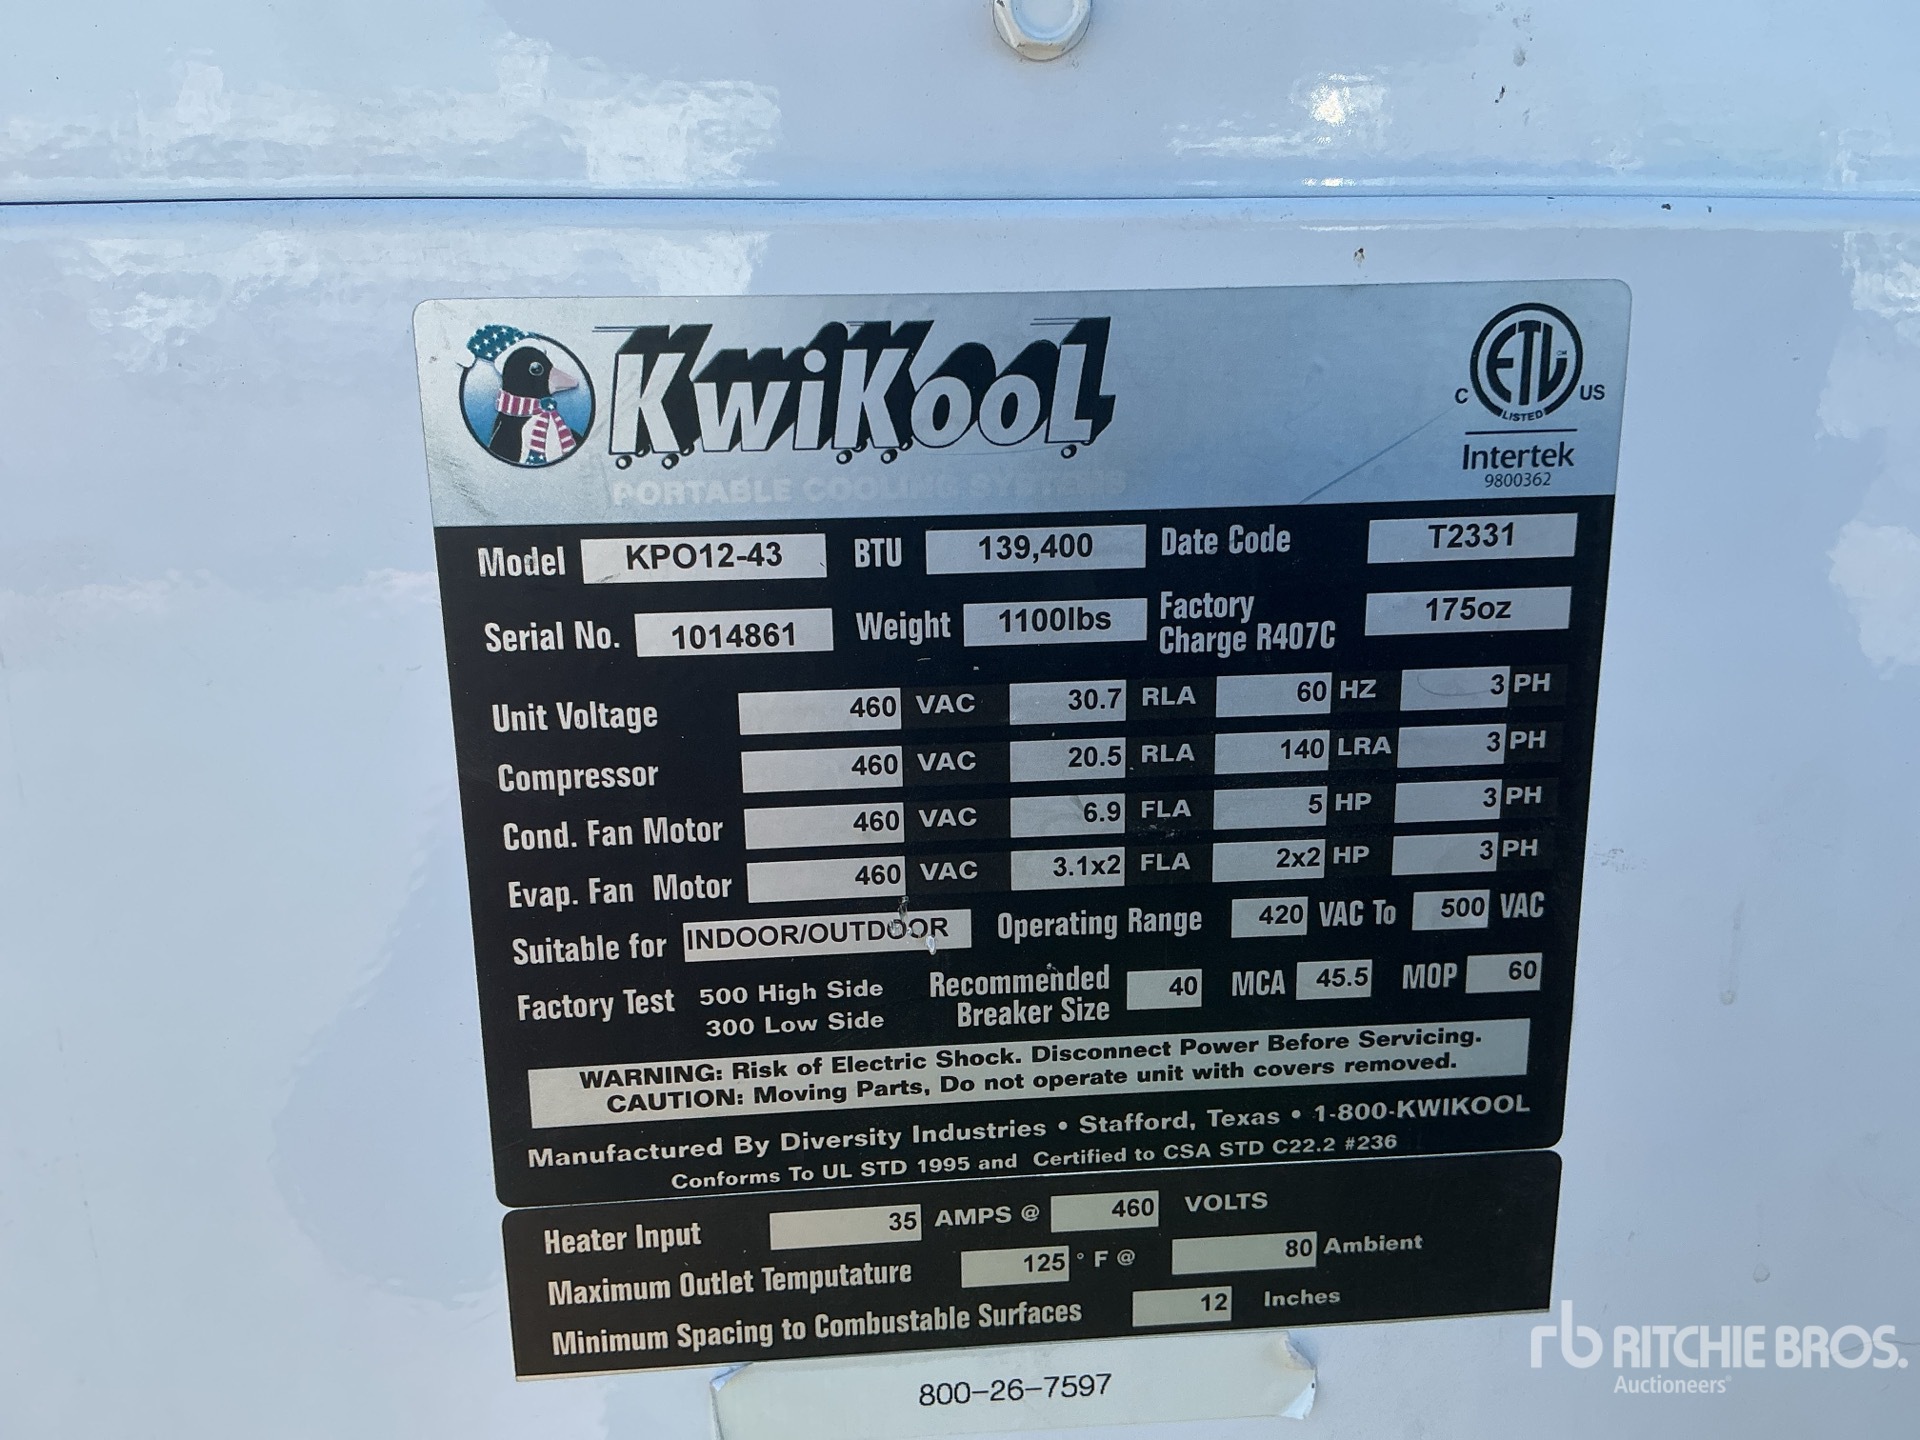 KwiKool
PORTABLE COOLING SYSTEMS
ETL CM
C US
LISTED
Intertek
9800362
Model KPO12-43 BTU 139,400 Date Code T2331
Serial No. 1014861 Weight 1100lbs Factory Charge R407C 175oz
Unit Voltage 460 VAC 30.7 RLA 60 HZ 3 PH
Compressor 460 VAC 20.5 RLA 140 LRA 3 PH
Cond. Fan Motor 460 VAC 6.9 FLA 5 HP 3 PH
Evap. Fan Motor 460 VAC 3.1x2 FLA 2x2 HP 3 PH
Suitable for INDOOR/OUTDOOR Operating Range 420 VAC To 500 VAC
Factory Test 500 High Side
300 Low Side
Recommended
Breaker Size 40 MCA 45.5 MOP 60
WARNING: Risk of Electric Shock. Disconnect Power Before Servicing.
CAUTION: Moving Parts, Do not operate unit with covers removed.
Manufactured By Diversity Industries • Stafford, Texas • 1-800-KWIKOOL
Conforms To UL STD 1995 and Certified to CSA STD C22.2 #236
Heater Input 35 AMPS @ 460 VOLTS
Maximum Outlet Temputature 125 ° F @ 80 Ambient
Minimum Spacing to Combustable Surfaces 12 Inches
800-26-7597
rb RITCHIE BROS.
Auctioneers